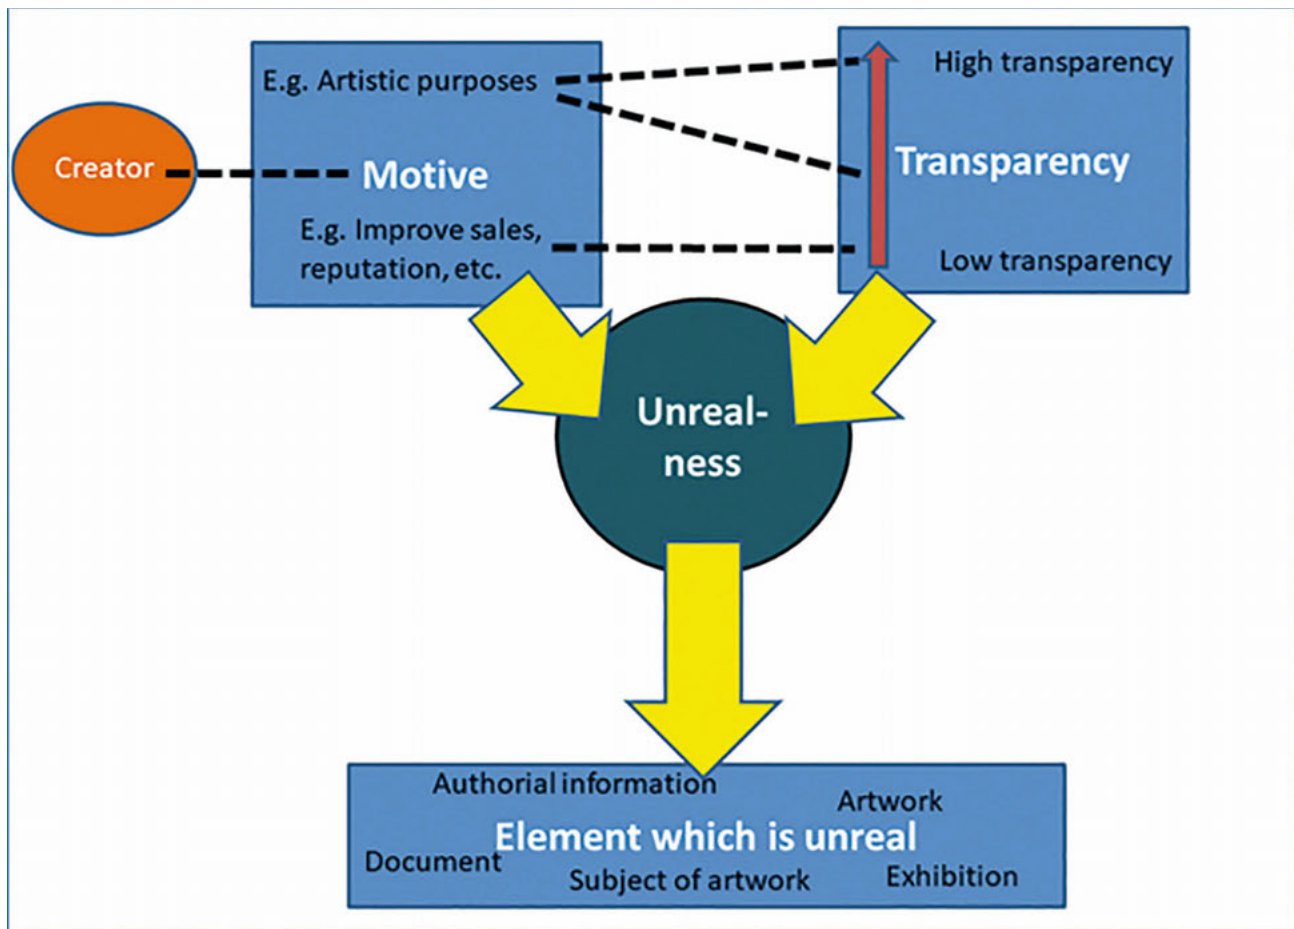 E.g. Artistic purposes
High transparency
Creator
Motive
Transparency
E.g. Improve sales,
reputation, etc.
Low transparency
Unreal-
ness
Authorial information
Artwork
Element which is unreal
Document
Subject of artwork
Exhibition